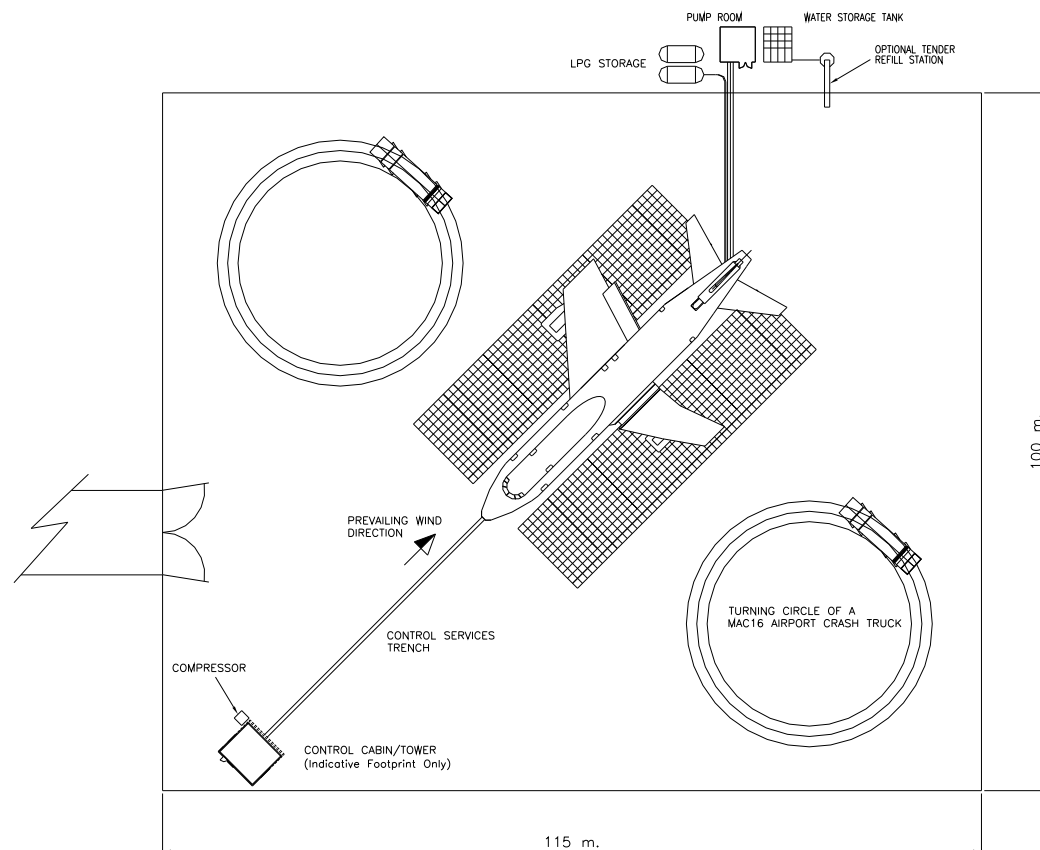 PUMP ROOM
WATER STORAGE TANK
OPTIONAL TENDER
REFILL STATION
LPG STORAGE
100 m.
PREVAILING WIND
DIRECTION
TURNING CIRCLE OF A
MAC16 AIRPORT CRASH TRUCK
CONTROL SERVICES
TRENCH
COMPRESSOR
CONTROL CABIN/TOWER
(Indicative Footprint Only)
115 m.